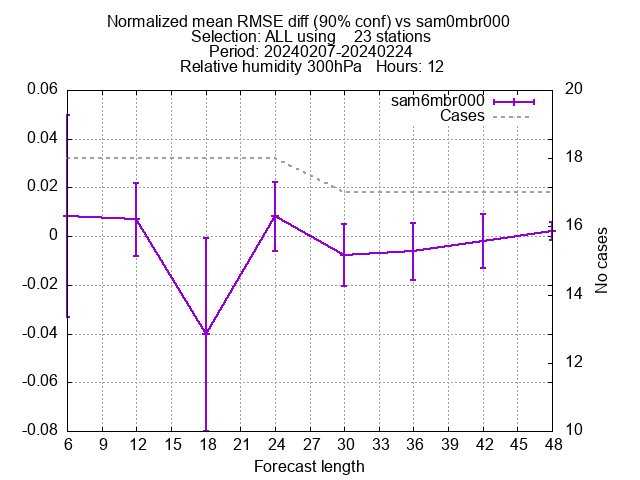 Normalized mean RMSE diff (90% conf) vs sam0mbr000
Selection: ALL using 23 stations
Period: 20240207-20240224
Relative humidity 300hPa Hours: 12
sam6mbr000
Cases
0.06
0.04
0.02
0
-0.02
-0.04
-0.06
-0.08
20
18
16
14
12
10
No cases
6 9 12 15 18 21 24 27 30 33 36 39 42 45 48
Forecast length